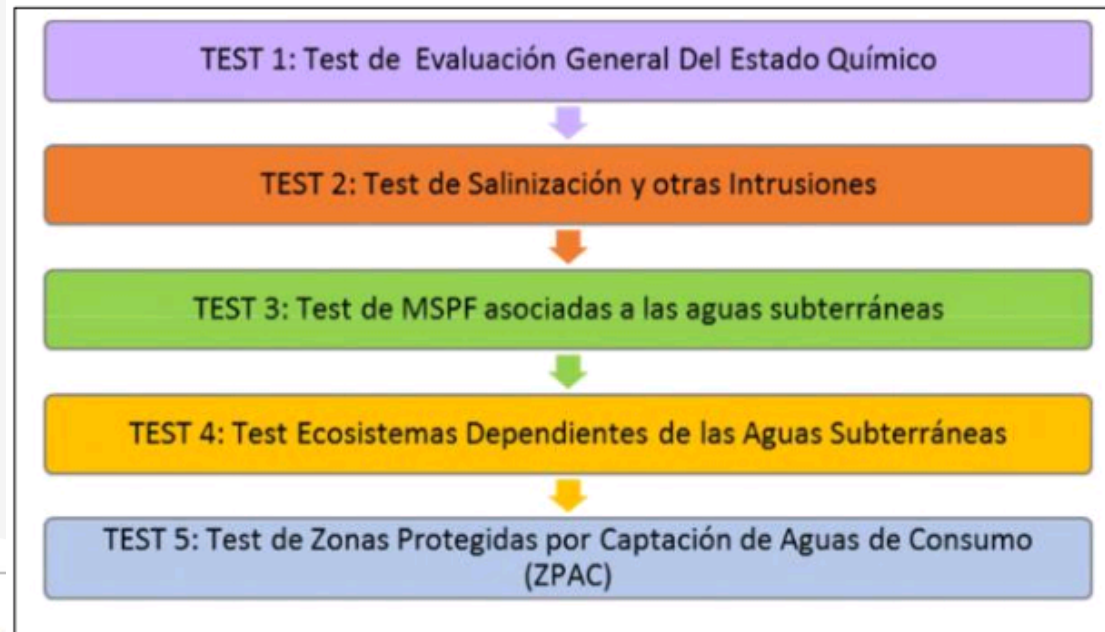 TEST 1: Test de Evaluación General Del Estado Químico
TEST 2: Test de Salinización y otras Intrusiones
TEST 3: Test de MSPF asociadas a las aguas subterráneas
TEST 4: Test Ecosistemas Dependientes de las Aguas Subterráneas
TEST 5: Test de Zonas Protegidas por Captación de Aguas de Consumo
(ZPAC)